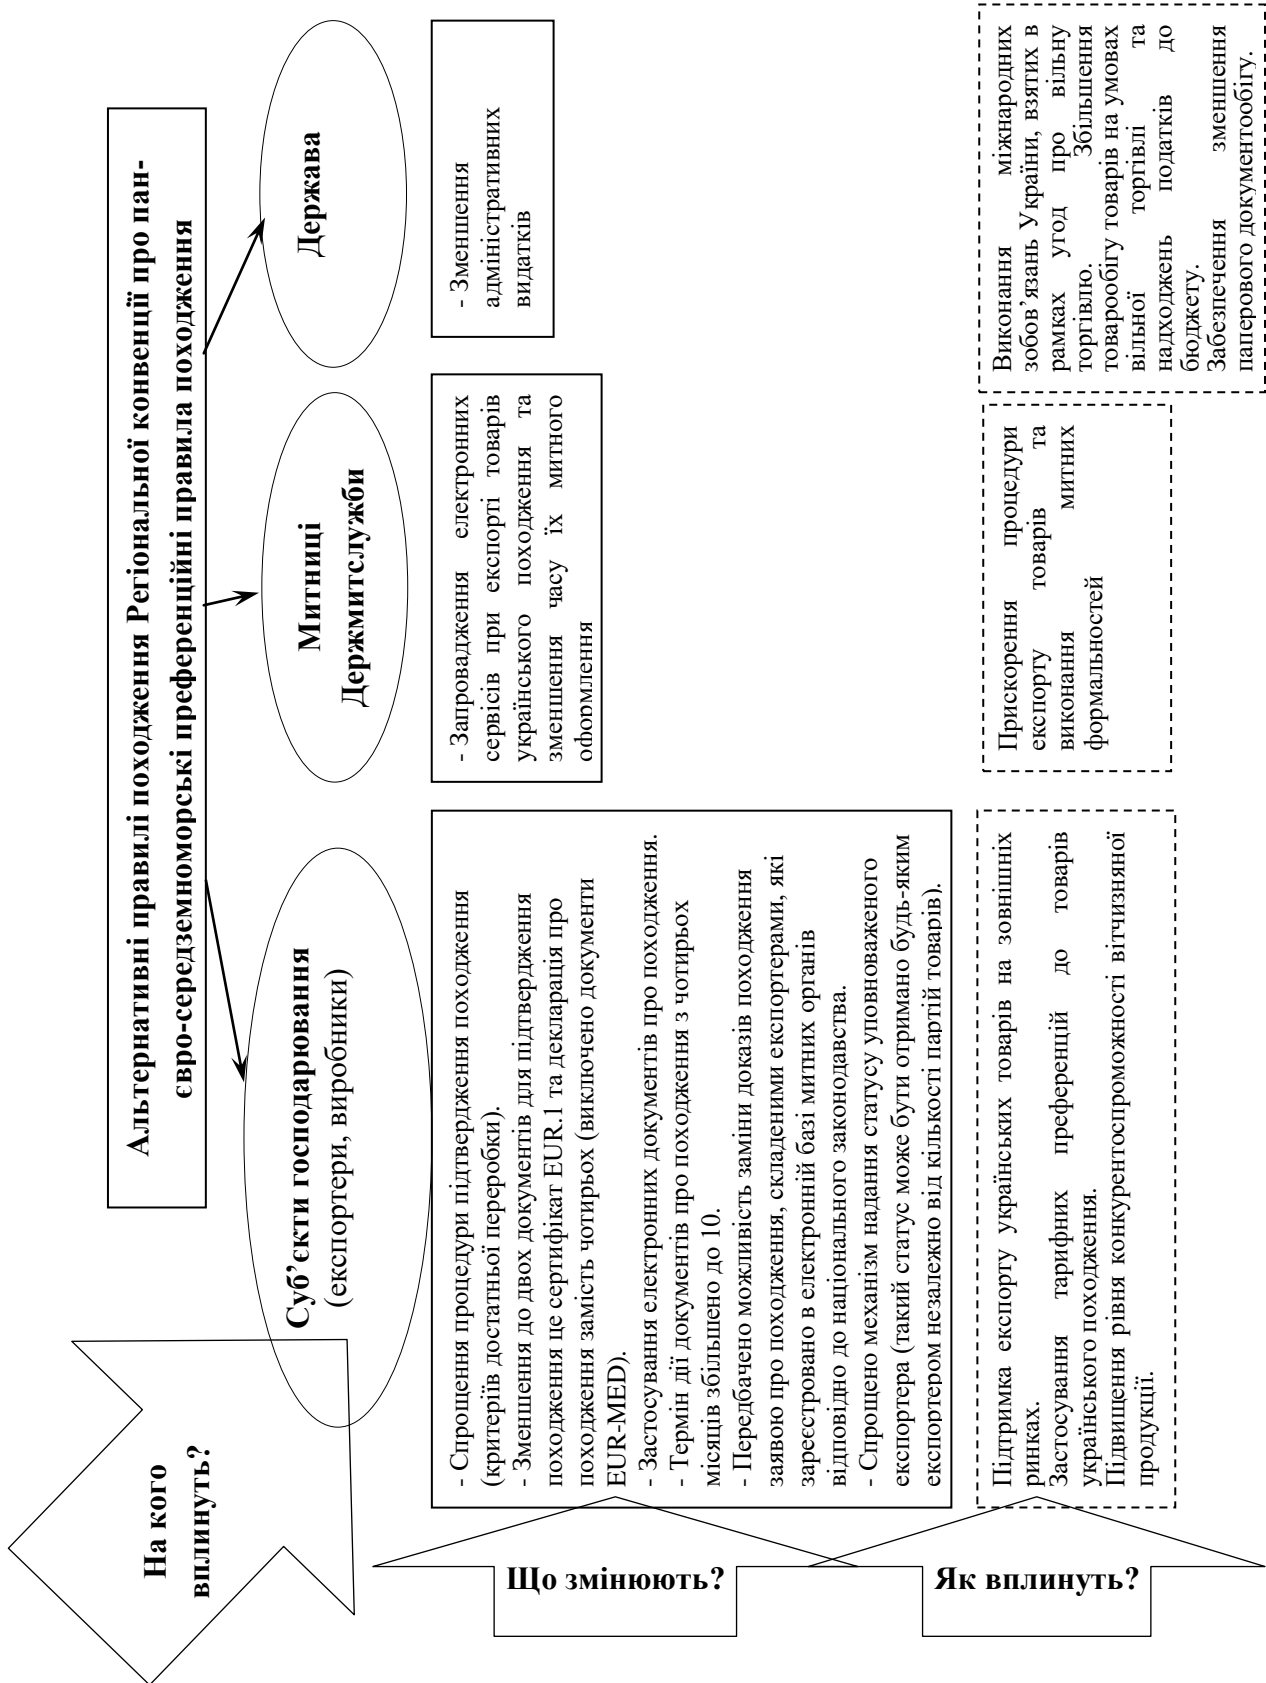 Альтернативні правилі походження Регіональної конвенції про пан-
євро-середземноморські преференційні правила походження
На кого
вплинуть?
Суб’єкти господарювання
(експортери, виробники)
Митниці
Держмитслужби
Держава
Що змінюють?
- Спрощення процедури підтвердження походження
(критеріїв достатньої переробки).
- Зменшення до двох документів для підтвердження
походження це сертифікат EUR.1 та декларація про
походження замість чотирьох (виключено документи
EUR-MED).
- Застосування електронних документів про походження.
- Термін дії документів про походження з чотирьох
місяців збільшено до 10.
- Передбачено можливість заміни доказів походження
заявою про походження, складеними експортерами, які
зареєстровано в електронній базі митних органів
відповідно до національного законодавства.
- Спрощено механізм надання статусу уповноваженого
експортера (такий статус може бути отримано будь-яким
експортером незалежно від кількості партій товарів).
- Запровадження електронних
сервісів при експорті товарів
українського походження та
зменшення часу їх митного
оформлення
- Зменшення
адміністративних
видатків
Як вплинуть?
Підтримка експорту українських товарів на зовнішніх
ринках.
Застосування тарифних преференцій до товарів
українського походження.
Підвищення рівня конкурентоспроможності вітчизняної
продукції.
Прискорення процедури
експорту товарів та
виконання митних
формальностей
Виконання міжнародних
зобов’язань України, взятих в
рамках угод про вільну
торгівлю. Збільшення
товарообігу товарів на умовах
вільної торгівлі та
надходжень податків до
бюджету.
Забезпечення зменшення
паперового документообігу.